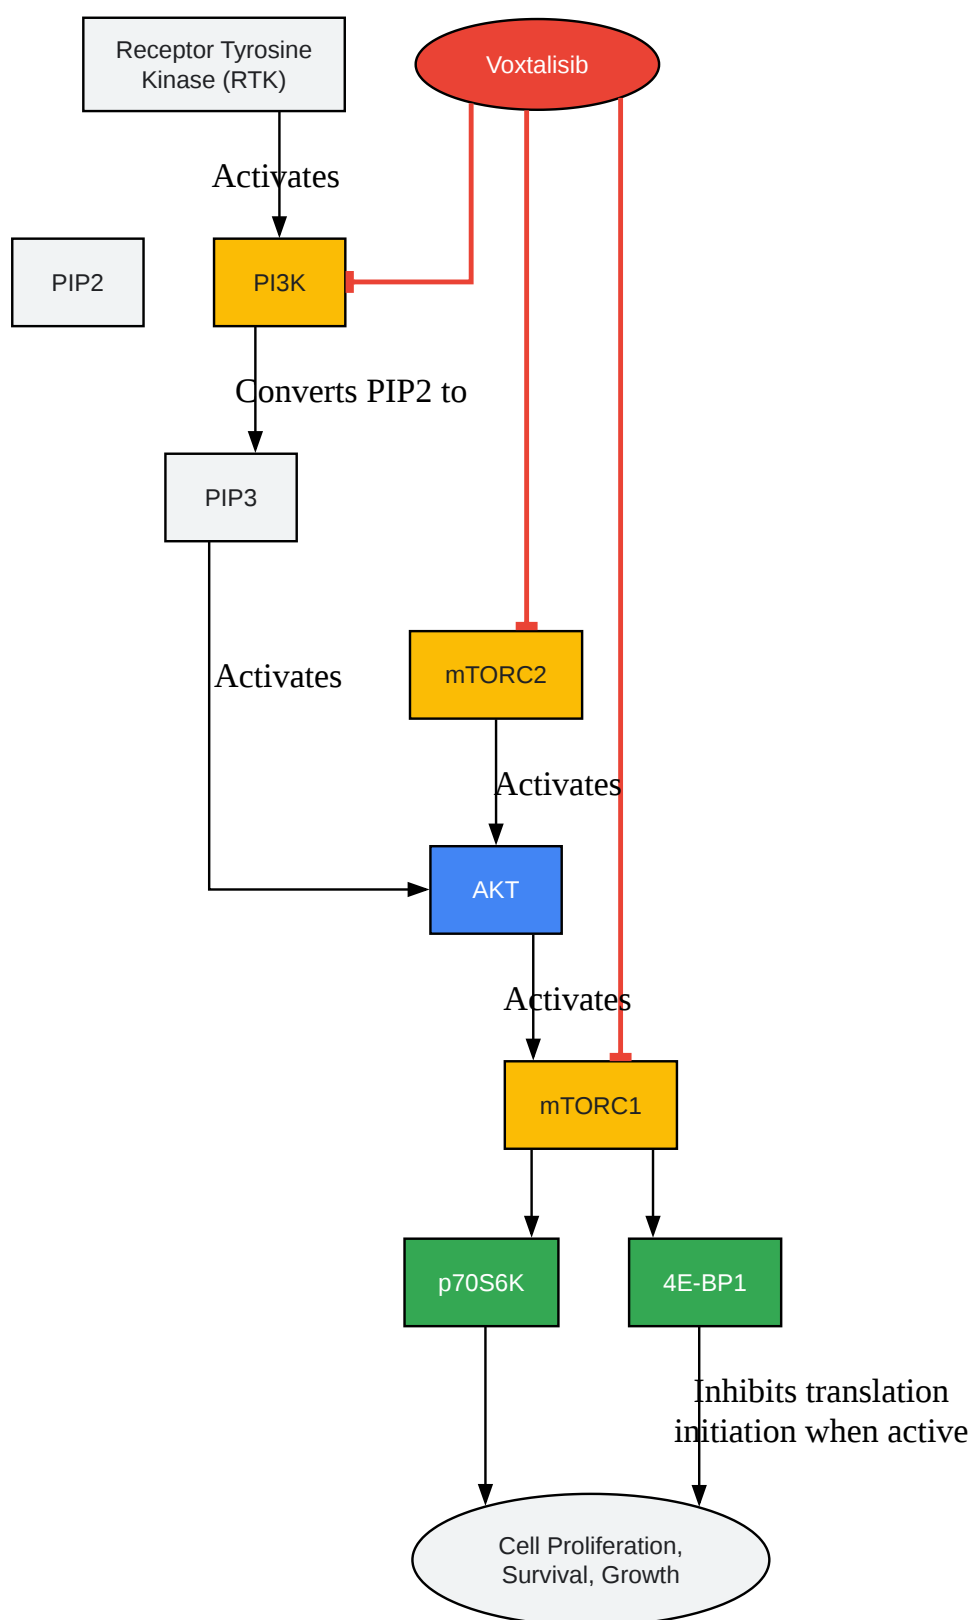 Receptor Tyrosine
Kinase (RTK)
Voxtalisib
Activates
PIP2
PI3K
Converts PIP2 to
PIP3
Activates
mTORC2
Activates
AKT
Activates
mTORC1
p70S6K
4E-BP1
Inhibits translation
initiation when active
Cell Proliferation,
Survival, Growth